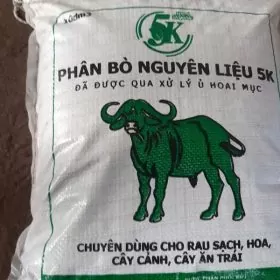 50dm3
5K
PHÂN BÒ NGUYÊN LIỆU 5K
ĐÃ ĐƯỢC QUA XỬ LÝ Ủ HOAI MỤC
CHUYÊN DÙNG CHO RAU SẠCH, HOA,
CÂY CẢNH, CÂY ĂN TRÁI